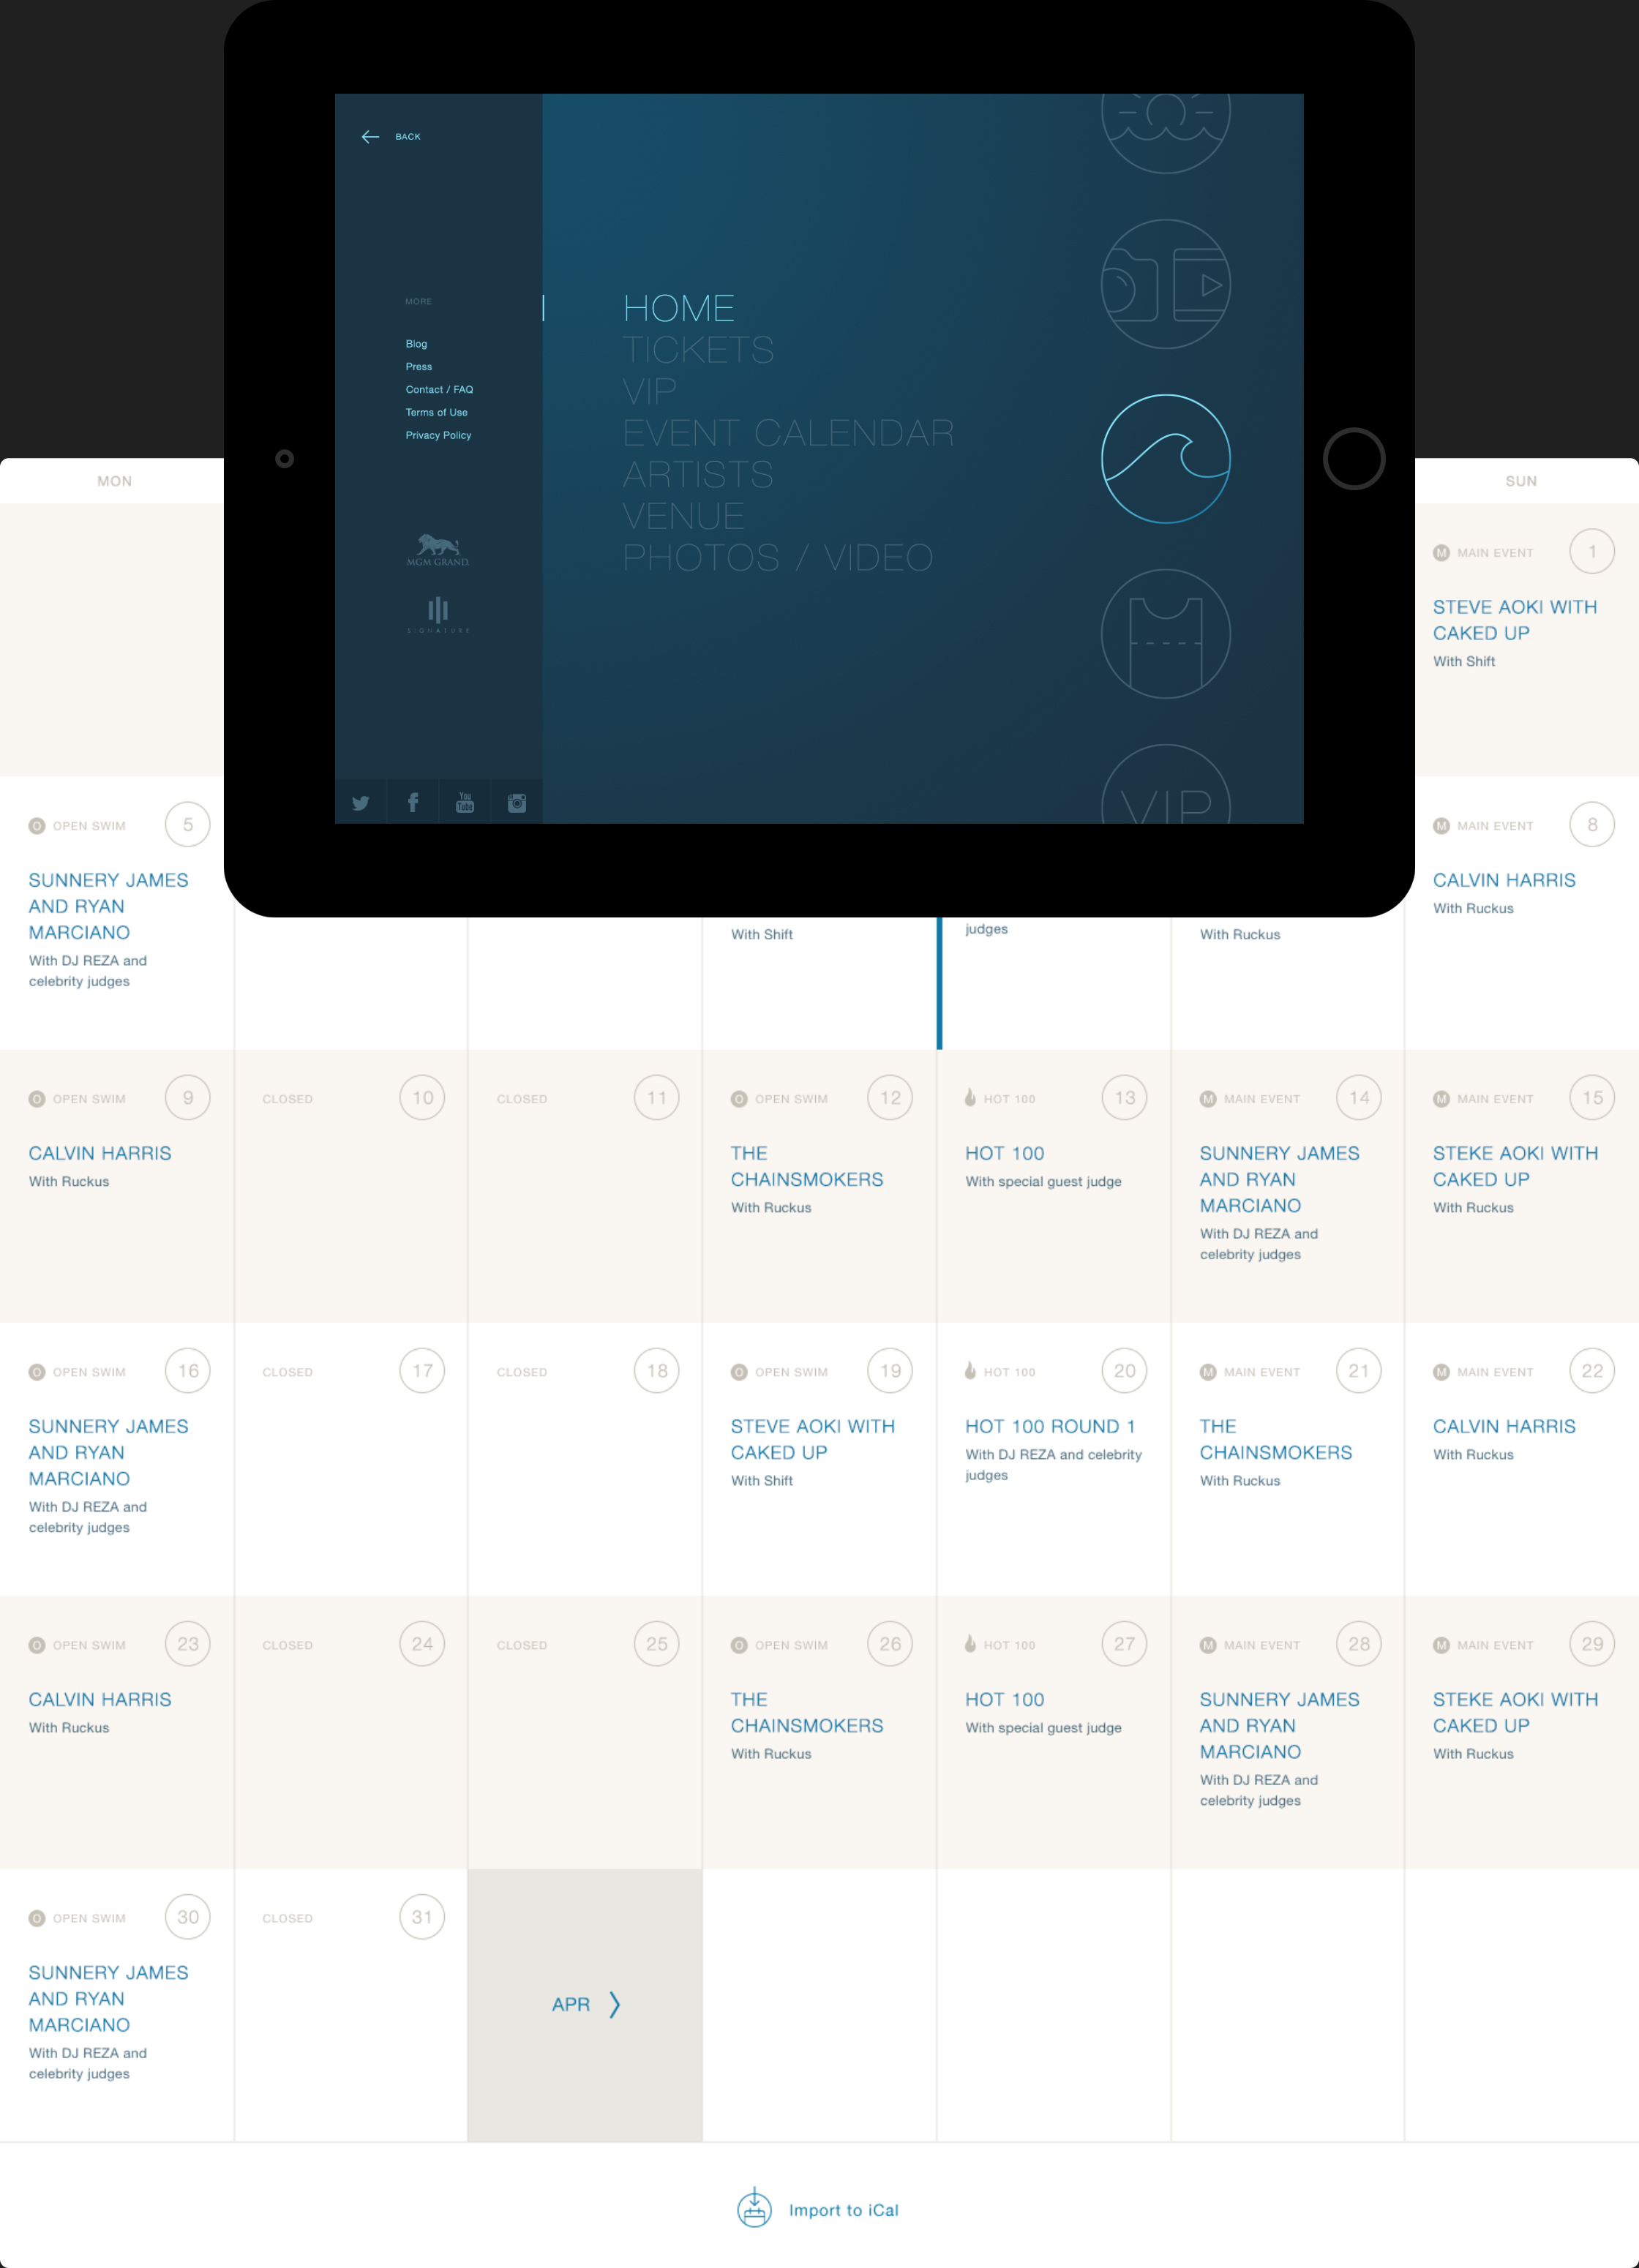 BACK
MORE
Blog
Press
Contact / FAQ
Terms of Use
Privacy Policy
MGM GRAND
SIGNATURE
HOME
TICKETS
VIP
EVENT CALENDAR
ARTISTS
VENUE
PHOTOS / VIDEO
VIP
You
Tube
MON
SUN
M MAIN EVENT 1
STEVE AOKI WITH
CAKED UP
With Shift
O OPEN SWIM 5
SUNNERY JAMES
AND RYAN
MARCIANO
With DJ REZA and
celebrity judges
With Shift
judges
With Ruckus
M MAIN EVENT 8
CALVIN HARRIS
With Ruckus
O OPEN SWIM 9
CALVIN HARRIS
With Ruckus
CLOSED 10
CLOSED 11
O OPEN SWIM 12
THE
CHAINSMOKERS
With Ruckus
HOT 100 13
HOT 100
With special guest judge
M MAIN EVENT 14
SUNNERY JAMES
AND RYAN
MARCIANO
With DJ REZA and
celebrity judges
M MAIN EVENT 15
STEKE AOKI WITH
CAKED UP
With Ruckus
O OPEN SWIM 16
SUNNERY JAMES
AND RYAN
MARCIANO
With DJ REZA and
celebrity judges
CLOSED 17
CLOSED 18
O OPEN SWIM 19
STEVE AOKI WITH
CAKED UP
With Shift
HOT 100 20
HOT 100 ROUND 1
With DJ REZA and celebrity
judges
M MAIN EVENT 21
THE
CHAINSMOKERS
With Ruckus
M MAIN EVENT 22
CALVIN HARRIS
With Ruckus
O OPEN SWIM 23
CALVIN HARRIS
With Ruckus
CLOSED 24
CLOSED 25
O OPEN SWIM 26
THE
CHAINSMOKERS
With Ruckus
HOT 100 27
HOT 100
With special guest judge
M MAIN EVENT 28
SUNNERY JAMES
AND RYAN
MARCIANO
With DJ REZA and
celebrity judges
M MAIN EVENT 29
STEKE AOKI WITH
CAKED UP
With Ruckus
O OPEN SWIM 30
SUNNERY JAMES
AND RYAN
MARCIANO
With DJ REZA and
celebrity judges
CLOSED 31
APR
Import to iCal